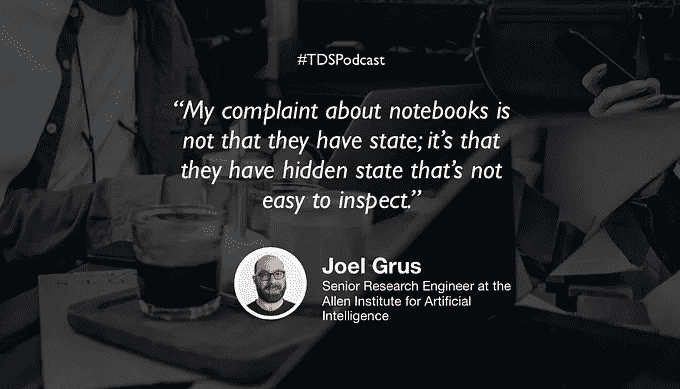 #TDSPodcast
“My complaint about notebooks is
not that they have state; it’s that
they have hidden state that’s not
easy to inspect.”
Joel Grus
Senior Research Engineer at the
Allen Institute for Artificial
Intelligence